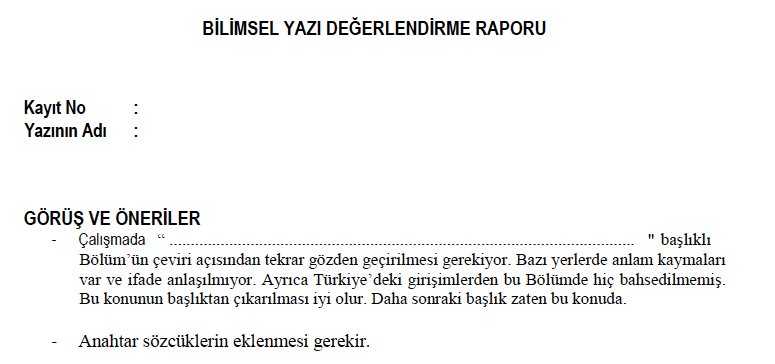 BİLİMSEL YAZI DEĞERLENDİRME RAPORU
Kayıt No :
Yazının Adı :
GÖRÜŞ VE ÖNERİLER
- Çalışmada “ ............................................................................................. " başlıklı
Bölüm’ün çeviri açısından tekrar gözden geçirilmesi gerekiyor. Bazı yerlerde anlam kaymaları
var ve ifade anlaşılmıyor. Ayrıca Türkiye’deki girişimlerden bu Bölümde hiç bahsedilmemiş.
Bu konunun başlıktan çıkarılması iyi olur. Daha sonraki başlık zaten bu konuda.
- Anahtar sözcüklerin eklenmesi gerekir.